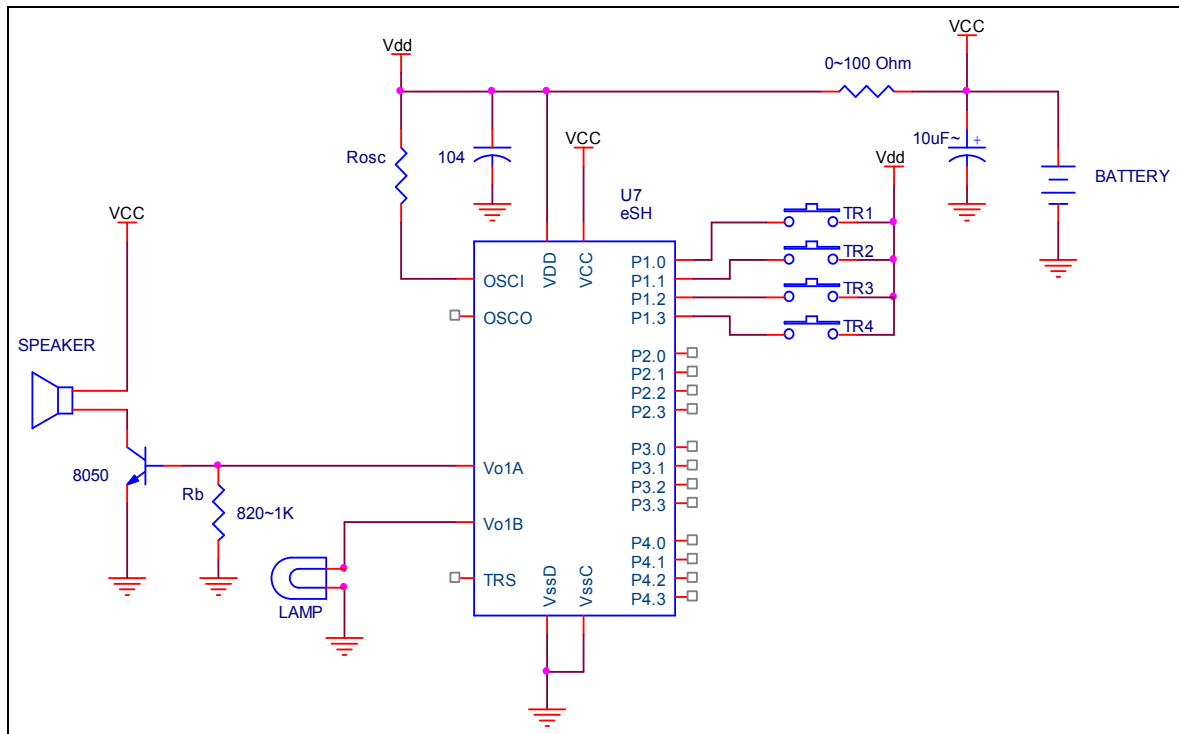 VCC
Vdd
0~100 Ohm
Rosc
104
VCC
10uF~
+
Vdd
BATTERY
U7
eSH
VCC
TR1
TR2
TR3
TR4
OSCI
OSCO
VDD
VCC
P1.0
P1.1
P1.2
P1.3
P2.0
P2.1
P2.2
P2.3
P3.0
P3.1
P3.2
P3.3
P4.0
P4.1
P4.2
P4.3
SPEAKER
8050
Rb
820~1K
Vo1A
Vo1B
TRS
LAMP
VssD
VssC